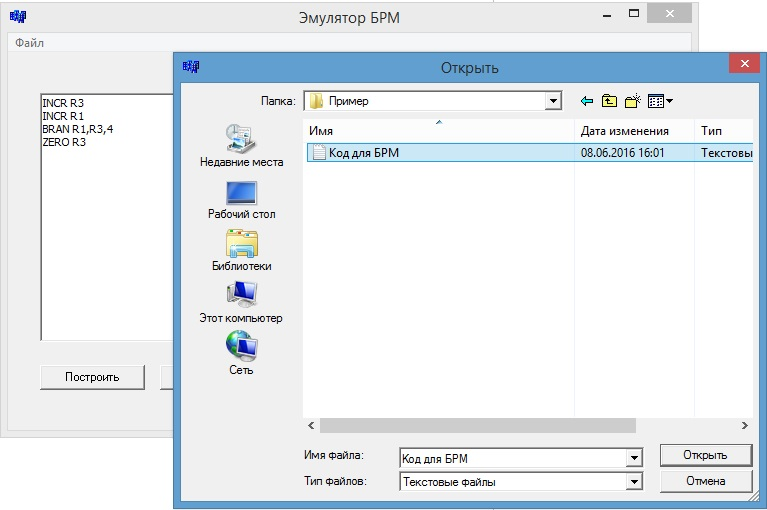 Эмулятор БРМ
Файл
INCR R3
INCR R1
BRAN R1,R3,4
ZERO R3
Построить
Открыть
Папка: Пример
Недавние места
Рабочий стол
Библиотеки
Этот компьютер
Сеть
Имя Дата изменения Тип
Код для БРМ 08.06.2016 16:01 Текстовы
Имя файла: Код для БРМ Открыть
Тип файлов: Текстовые файлы Отмена